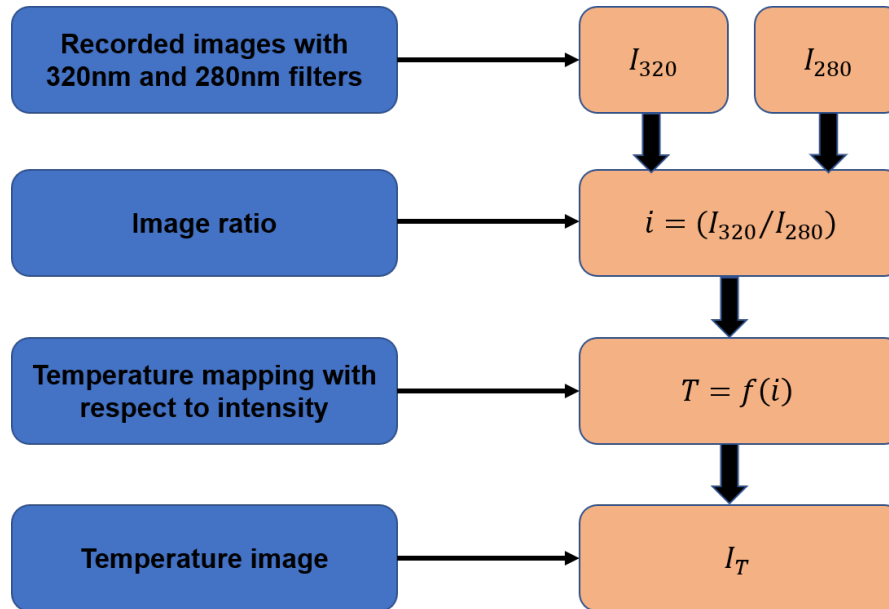 Recorded images with
320nm and 280nm filters
I₃₂₀
I₂₈₀
Image ratio
i = (I₃₂₀/I₂₈₀)
Temperature mapping with
respect to intensity
T = f(i)
Temperature image
I_T